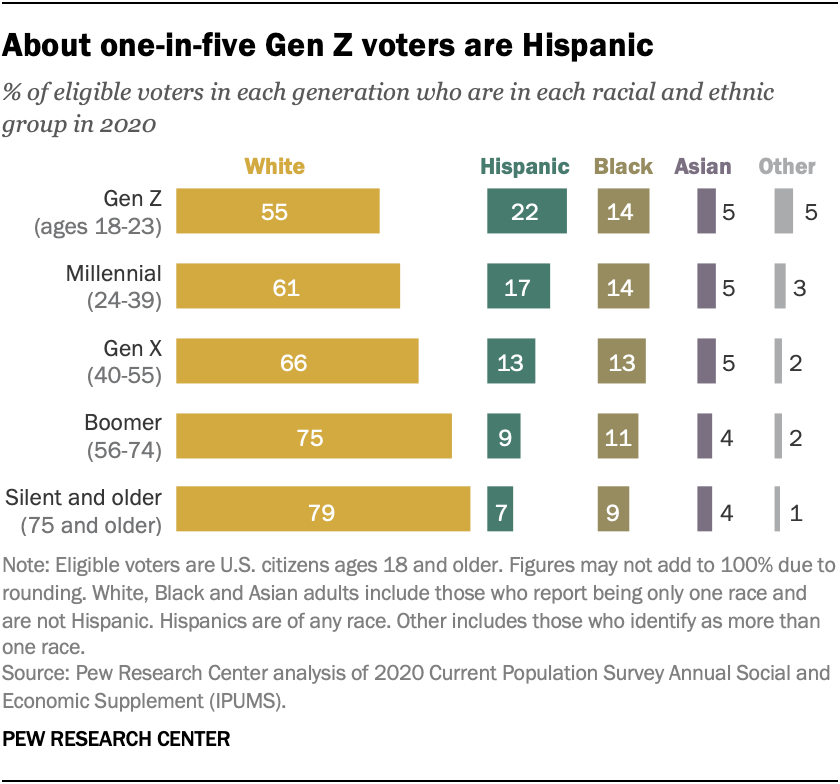 About one-in-five Gen Z voters are Hispanic
% of eligible voters in each generation who are in each racial and ethnic
group in 2020
White Hispanic Black Asian Other
Gen Z
(ages 18-23)
55 22 14 5 5
Millennial
(24-39)
61 17 14 5 3
Gen X
(40-55)
66 13 13 5 2
Boomer
(56-74)
75 9 11 4 2
Silent and older
(75 and older)
79 7 9 4 1
Note: Eligible voters are U.S. citizens ages 18 and older. Figures may not add to 100% due to
rounding. White, Black and Asian adults include those who report being only one race and
are not Hispanic. Hispanics are of any race. Other includes those who identify as more than
one race.
Source: Pew Research Center analysis of 2020 Current Population Survey Annual Social and
Economic Supplement (IPUMS).
PEW RESEARCH CENTER